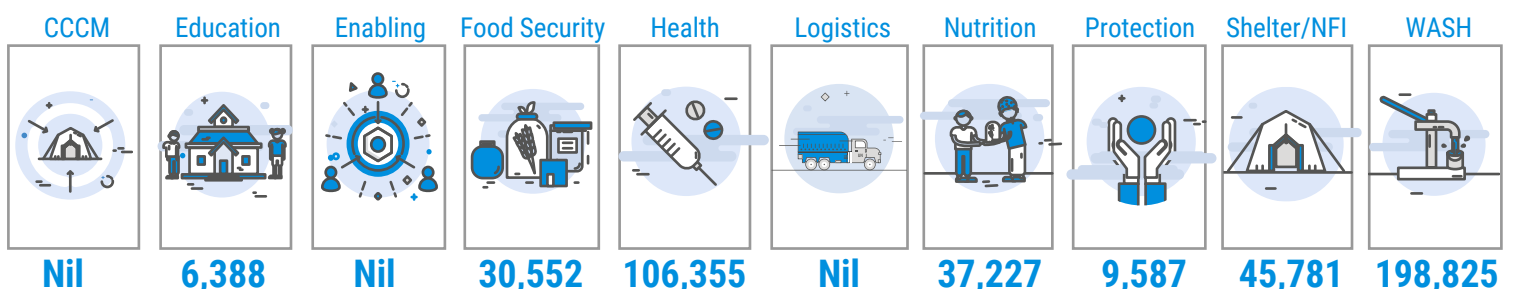 CCCM Education Enabling Food Security Health Logistics Nutrition Protection Shelter/NFI WASH
Nil 6,388 Nil 30,552 106,355 Nil 37,227 9,587 45,781 198,825